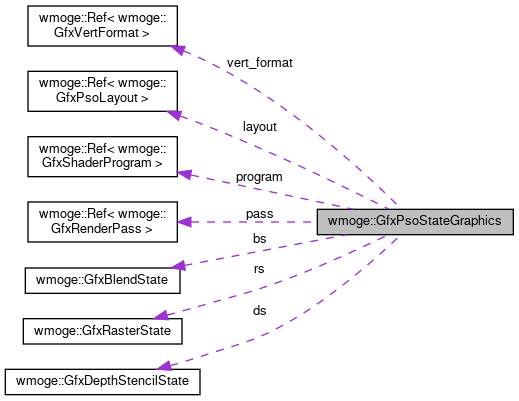 wmoge::Ref< wmoge::
GfxVertFormat >
vert_format
wmoge::Ref< wmoge::
GfxPsoLayout >
layout
wmoge::Ref< wmoge::
GfxShaderProgram >
program
wmoge::Ref< wmoge::
GfxRenderPass >
pass
wmoge::GfxPsoStateGraphics
bs
wmoge::GfxBlendState
rs
wmoge::GfxRasterState
ds
wmoge::GfxDepthStencilState